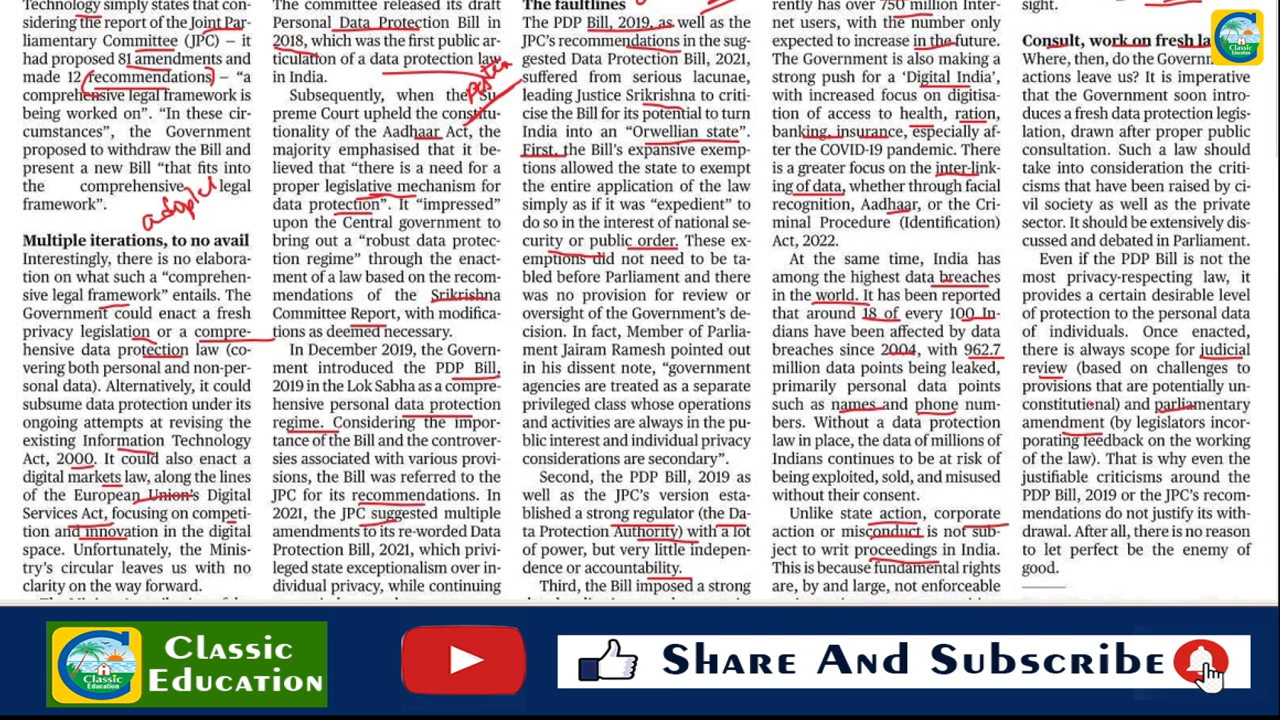 Technology simply states that con-
sidering the report of the Joint Par-
liamentary Committee (JPC) – it
had proposed 81 amendments and
made 12 recommendations – “a
comprehensive legal framework is
being worked on”. “In these cir-
cumstances”, the Government
proposed to withdraw the Bill and
present a new Bill “that fits into
the comprehensive legal
framework”.
adoplel
Multiple iterations, to no avail
Interestingly, there is no elabora-
tion on what such a “comprehen-
sive legal framework” entails. The
Government could enact a fresh
privacy legislation or a compre-
hensive data protection law (co-
vering both personal and non-per-
sonal data). Alternatively, it could
subsume data protection under its
ongoing attempts at revising the
existing Information Technology
Act, 2000. It could also enact a
digital markets law, along the lines
of the European Union’s Digital
Services Act, focusing on competi-
tion and innovation in the digital
space. Unfortunately, the Minis-
try’s circular leaves us with no
clarity on the way forward.
The committee released its draft
Personal Data Protection Bill in
2018, which was the first public ar-
ticulation of a data protection law
in India.
Subsequently, when the Su-
preme Court upheld the constitu-
tionality of the Aadhaar Act, the
majority emphasised that it be-
lieved that “there is a need for a
proper legislative mechanism for
data protection”. It “impressed”
upon the Central government to
bring out a “robust data protec-
tion regime” through the enact-
ment of a law based on the recom-
mendations of the Srikrishna
Committee Report, with modifica-
tions as deemed necessary.
In December 2019, the Govern-
ment introduced the PDP Bill,
2019 in the Lok Sabha as a compre-
hensive personal data protection
regime. Considering the impor-
tance of the Bill and the controver-
sies associated with various provi-
sions, the Bill was referred to the
JPC for its recommendations. In
2021, the JPC suggested multiple
amendments to its re-worded Data
Protection Bill, 2021, which privi-
leged state exceptionalism over in-
dividual privacy, while continuing
The faultlines
The PDP Bill, 2019, as well as the
JPC’s recommendations in the sug-
gested Data Protection Bill, 2021,
suffered from serious lacunae,
leading Justice Srikrishna to criti-
cise the Bill for its potential to turn
India into an “Orwellian state”.
First, the Bill’s expansive exemp-
tions allowed the state to exempt
the entire application of the law
simply as if it was “expedient” to
do so in the interest of national se-
curity or public order. These ex-
emptions did not need to be ta-
bled before Parliament and there
was no provision for review or
oversight of the Government’s de-
cision. In fact, Member of Parlia-
ment Jairam Ramesh pointed out
in his dissent note, “government
agencies are treated as a separate
privileged class whose operations
and activities are always in the pu-
blic interest and individual privacy
considerations are secondary”.
Second, the PDP Bill, 2019 as
well as the JPC’s version esta-
blished a strong regulator (the Da-
ta Protection Authority) with a lot
of power, but very little indepen-
dence or accountability.
Third, the Bill imposed a strong
rently has over 750 million Inter-
net users, with the number only
expected to increase in the future.
The Government is also making a
strong push for a ‘Digital India’,
with increased focus on digitisa-
tion of access to health, ration,
banking, insurance, especially af-
ter the COVID-19 pandemic. There
is a greater focus on the inter-link-
ing of data, whether through facial
recognition, Aadhaar, or the Cri-
minal Procedure (Identification)
Act, 2022.
At the same time, India has
among the highest data breaches
in the world. It has been reported
that around 18 of every 100 In-
dians have been affected by data
breaches since 2004, with 962.7
million data points being leaked,
primarily personal data points
such as names and phone num-
bers. Without a data protection
law in place, the data of millions of
Indians continue to be at risk of
being exploited, sold, and misused
without their consent.
Unlike state action, corporate
action or misconduct is not sub-
ject to writ proceedings in India.
This is because fundamental rights
are, by and large, not enforceable
sight.
Consult, work on fresh
Where, then, do the
actions leave us? It is imperative
that the Government soon intro-
duces a fresh data protection legis-
lation, drawn after proper public
consultation. Such a law should
take into consideration the criti-
cisms that have been raised by ci-
vil society as well as the private
sector. It should be extensively dis-
cussed and debated in Parliament.
Even if the PDP Bill is not the
most privacy-respecting law, it
provides a certain desirable level
of protection to the personal data
of individuals. Once enacted,
there is always scope for judicial
review (based on challenges to
provisions that are potentially un-
constitutional) and parliamentary
amendment (by legislators incor-
porating feedback on the working
of the law). That is why even the
justifiable criticisms around the
PDP Bill, 2019 or the JPC’s recom-
mendations do not justify its with-
drawal. After all, there is no reason
to let perfect be the enemy of
good.
Classic
Education
Classic
Education
Classic
Education
Share And Subscribe